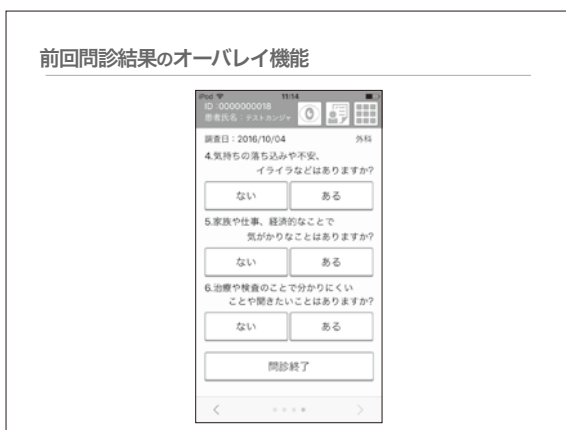 前回問診結果のオーバレイ機能
iPod 11:14
ID:0000000018
患者氏名:テストカンジャ
調査日:2016/10/04 外科
4.気持ちの落ち込みや不安、
イライラなどはありますか?
ない ある
5.家族や仕事、経済的なことで
気がかりなことはありますか?
ない ある
6.治療や検査のことで分かりにくい
ことや聞きたいことはありますか?
ない ある
問診終了